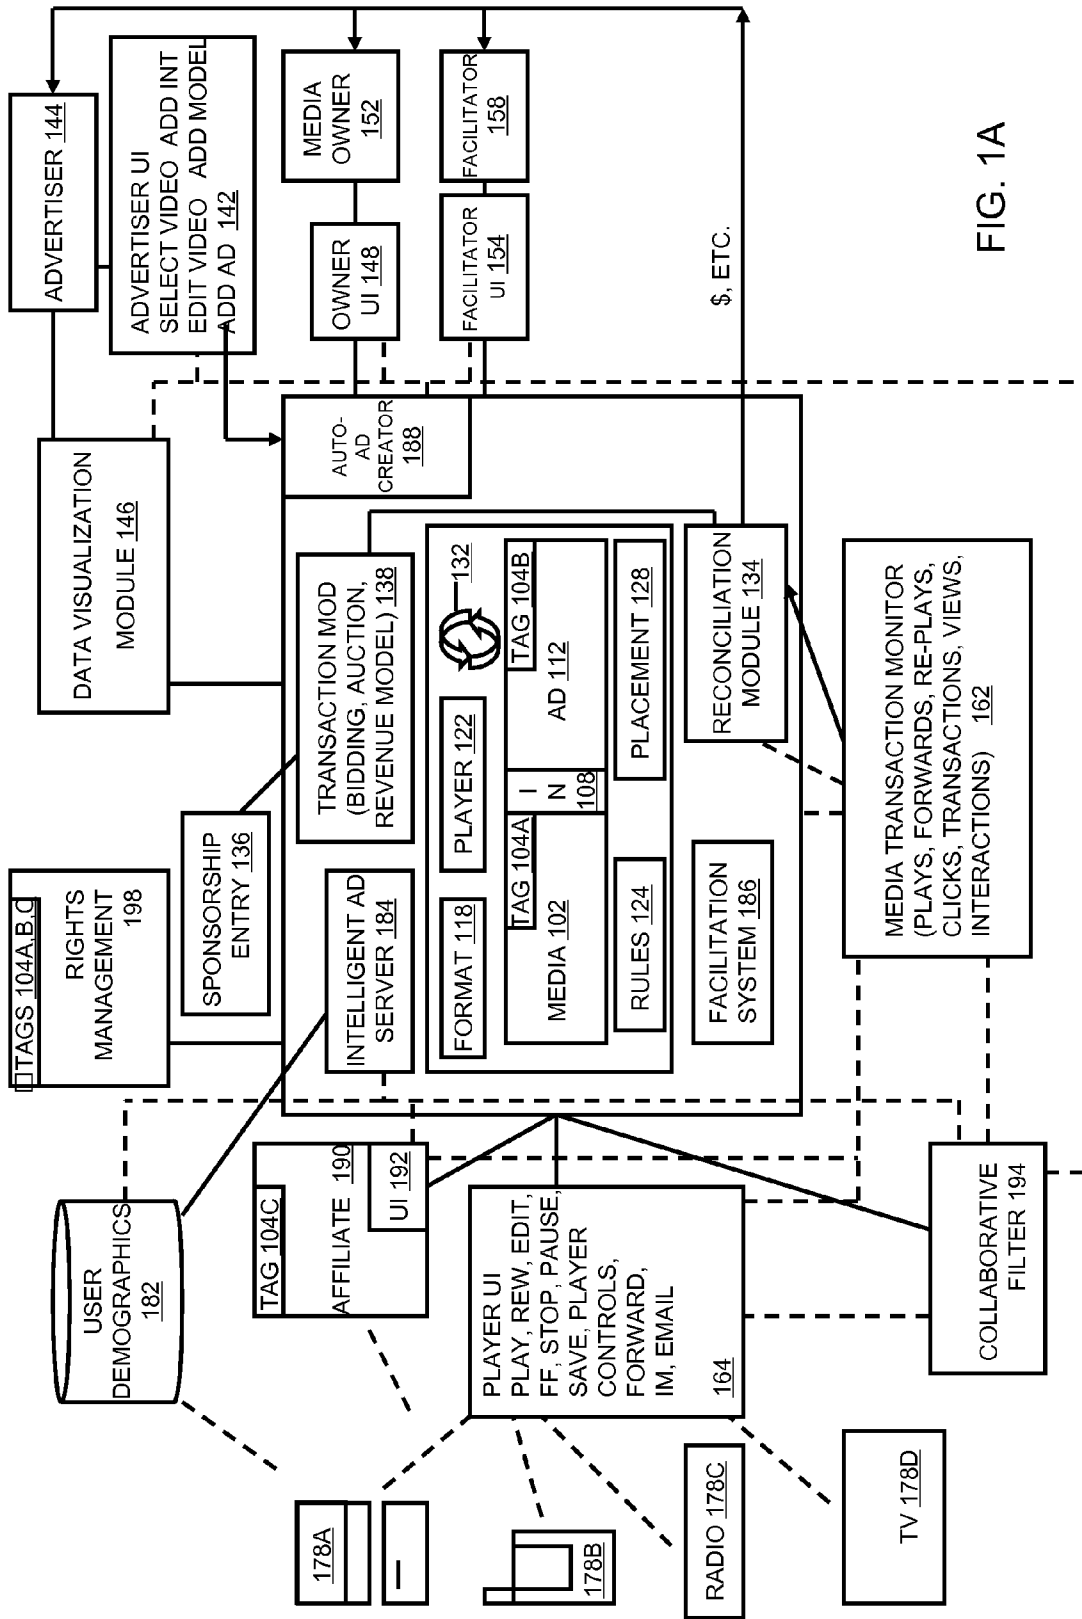 ADVERTISER 144
ADVERTISER UI
SELECT VIDEO ADD INT
EDIT VIDEO ADD MODEL
ADD AD 142
MEDIA
OWNER
152
OWNER
UI 148
FACILITATOR
158
FACILITATOR
UI 154
$, ETC.
DATA VISUALIZATION
MODULE 146
AUTO-
AD
CREATOR
188
TAGS 104A,B,C
RIGHTS
MANAGEMENT
198
SPONSORSHIP
ENTRY 136
TRANSACTION MOD
(BIDDING, AUCTION,
REVENUE MODEL) 138
INTELLIGENT AD
SERVER 184
FORMAT 118
PLAYER 122
132
TAG 104A
MEDIA 102
I
N
108
TAG 104B
AD 112
RULES 124
PLACEMENT 128
FACILITATION
SYSTEM 186
RECONCILIATION
MODULE 134
MEDIA TRANSACTION MONITOR
(PLAYS, FORWARDS, RE-PLAYS,
CLICKS, TRANSACTIONS, VIEWS,
INTERACTIONS) 162
USER
DEMOGRAPHICS
182
TAG 104C
AFFILIATE 190
UI 192
PLAYER UI
PLAY, REW, EDIT,
FF, STOP, PAUSE,
SAVE, PLAYER
CONTROLS,
FORWARD,
IM, EMAIL
164
COLLABORATIVE
FILTER 194
178A
178B
RADIO 178C
TV 178D
FIG. 1A